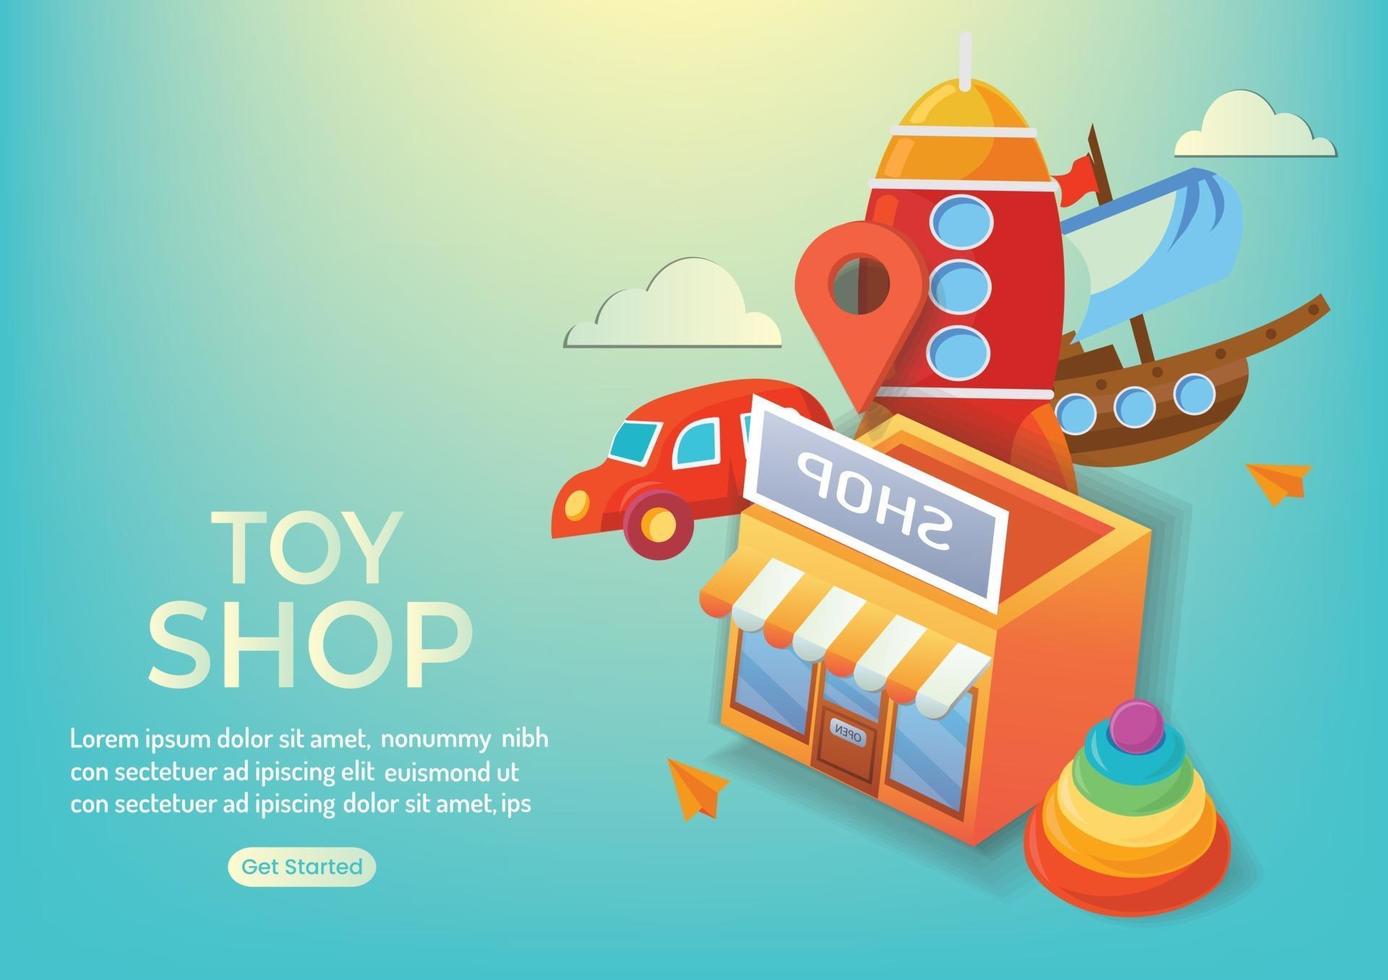 TOY
SHOP
Lorem ipsum dolor sit amet, nonummy nibh
con sectetuer ad ipiscing elit euismond ut
con sectetuer ad ipiscing dolor sit amet, ips
Get Started
SHOP
OPEN